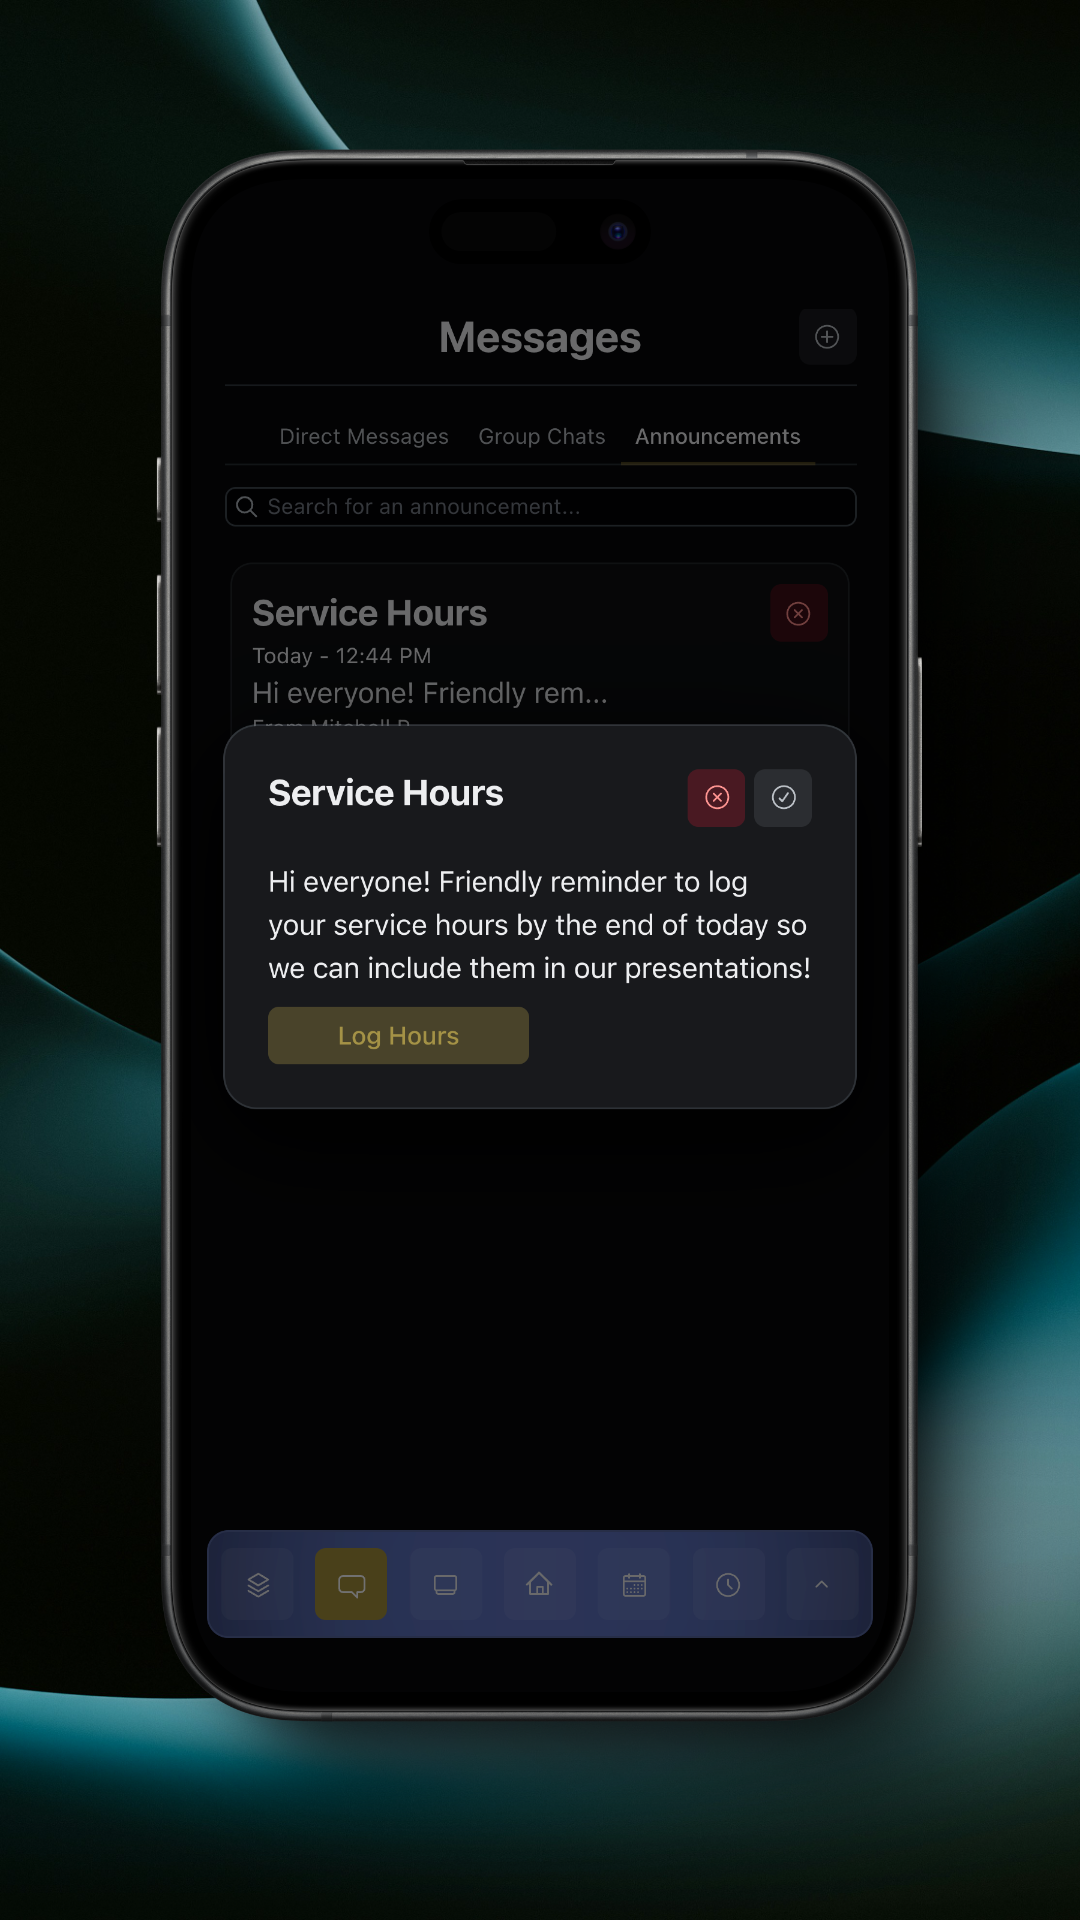 Messages
Direct Messages
Group Chats
Announcements
Search for an announcement...
Service Hours
Today - 12:44 PM
Hi everyone! Friendly rem...
From Mitchell P
Service Hours
Hi everyone! Friendly reminder to log
your service hours by the end of today so
we can include them in our presentations!
Log Hours